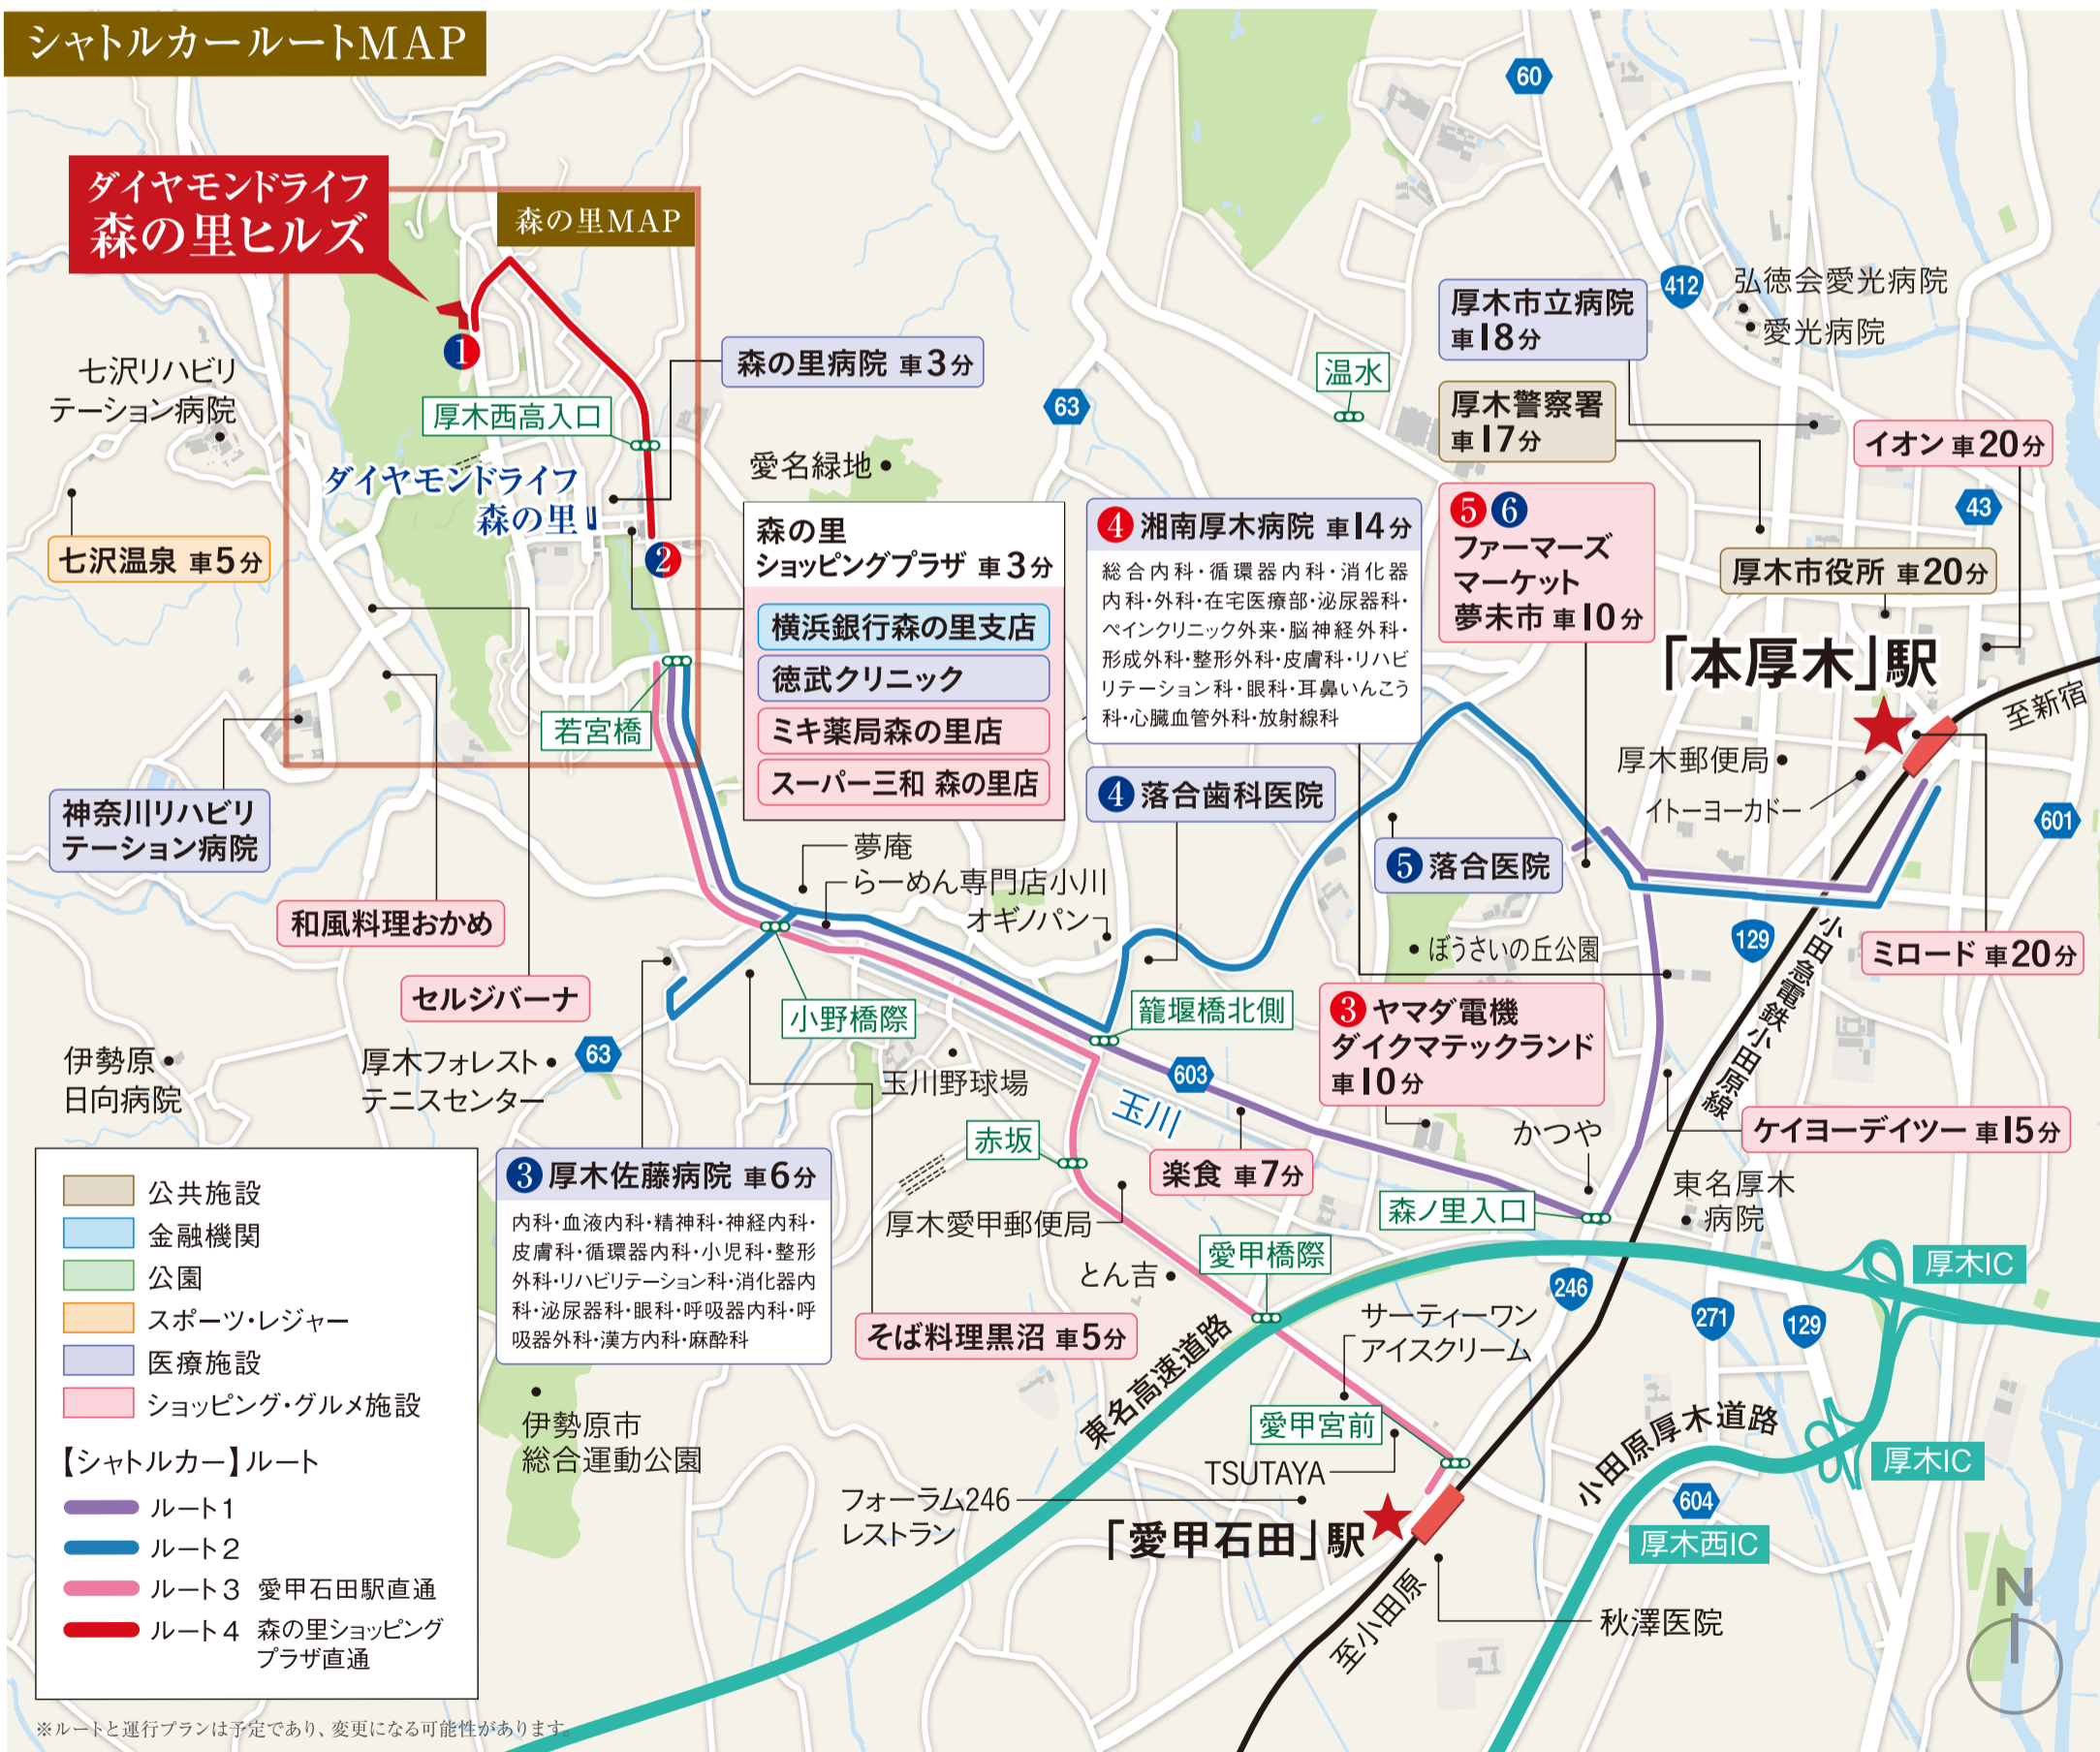 シャトルカールートMAP
ダイヤモンドライフ
森の里ヒルズ
森の里MAP
1
厚木西高入口
森の里病院 車3分
七沢リハビリ
テーション病院
ダイヤモンドライフ
森の里
七沢温泉 車5分
2
若宮橋
神奈川リハビリ
テーション病院
和風料理おかめ
セルジバーナ
愛名緑地
森の里
ショッピングプラザ 車3分
横浜銀行森の里支店
徳武クリニック
ミキ薬局森の里店
スーパー三和 森の里店
63
60
温水
412
弘徳会愛光病院
愛光病院
厚木市立病院
車18分
厚木警察署
車17分
イオン 車20分
43
厚木市役所 車20分
4 湘南厚木病院 車14分
総合内科・循環器内科・消化器
内科・外科・在宅医療部・泌尿器科・
ペインクリニック外来・脳神経外科・
形成外科・整形外科・皮膚科・リハビ
リテーション科・眼科・耳鼻いんこう
科・心臓血管外科・放射線科
5 6
ファーマーズ
マーケット
夢未市 車10分
「本厚木」駅
至新宿
厚木郵便局
イトーヨーカドー
601
4 落合歯科医院
5 落合医院
夢庵
らーめん専門店小川
オギノパン
ぼうさいの丘公園
129
ミロード 車20分
小田急電鉄小田原線
小野橋際
籠堰橋北側
3 ヤマダ電機
ダイクマテックランド
車10分
伊勢原
日向病院
厚木フォレスト
テニスセンター
63
玉川野球場
603
玉川
かつや
ケイヨーデイツー 車15分
赤坂
楽食 車7分
東名厚木
病院
森ノ里入口
3 厚木佐藤病院 車6分
内科・血液内科・精神科・神経内科・
皮膚科・循環器内科・小児科・整形
外科・リハビリテーション科・消化器内
科・泌尿器科・眼科・呼吸器内科・呼
吸器外科・漢方内科・麻酔科
厚木愛甲郵便局
とん吉
愛甲橋際
厚木IC
246
271
129
そば料理黒沼 車5分
東名高速道路
サーティーワン
アイスクリーム
愛甲宮前
TSUTAYA
小田原厚木道路
厚木IC
604
厚木西IC
伊勢原市
総合運動公園
フォーラム246
レストラン
「愛甲石田」駅
至小田原
秋澤医院
N
公共施設
金融機関
公園
スポーツ・レジャー
医療施設
ショッピング・グルメ施設
【シャトルカー】ルート
ルート1
ルート2
ルート3 愛甲石田駅直通
ルート4 森の里ショッピング
プラザ直通
※ルートと運行プランは予定であり、変更になる可能性があります。